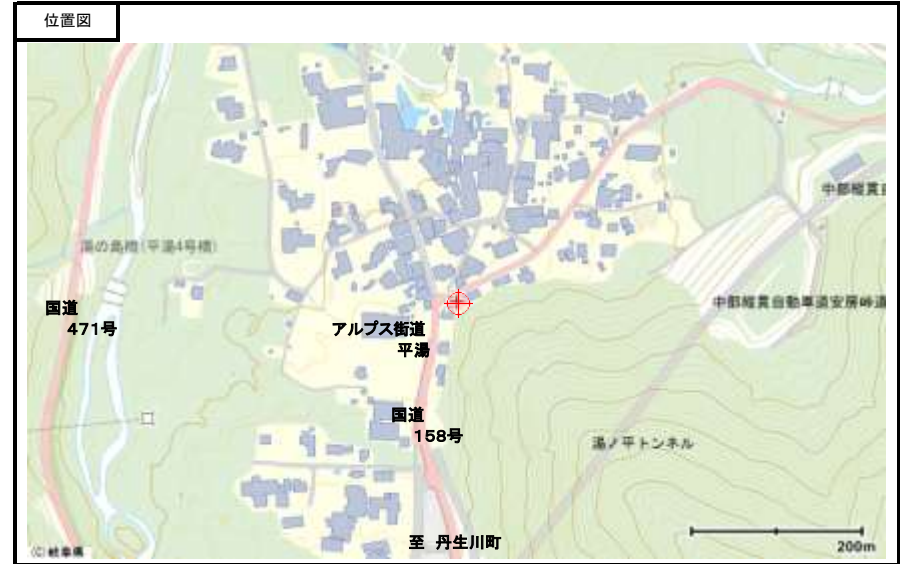 位置図
中部縦貫自
湯の島橋(平湯4号橋)
国道
471号
中部縦貫自動車道安房峠道
アルプス街道
平湯
国道
158号
湯ノ平トンネル
至 丹生川町
(C)岐阜県
200m